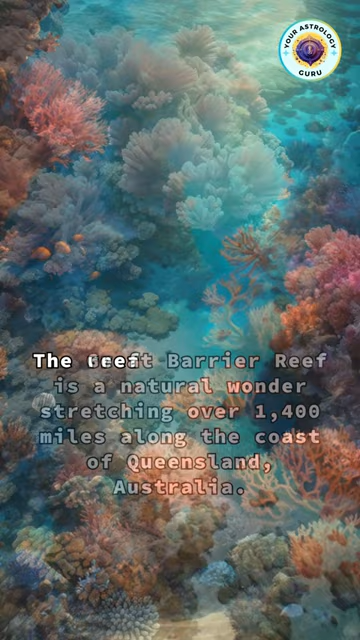 YOUR ASTROLOGY
GURU
The Great Barrier Reef
is a natural wonder
stretching over 1,400
miles along the coast
of Queensland,
Australia.